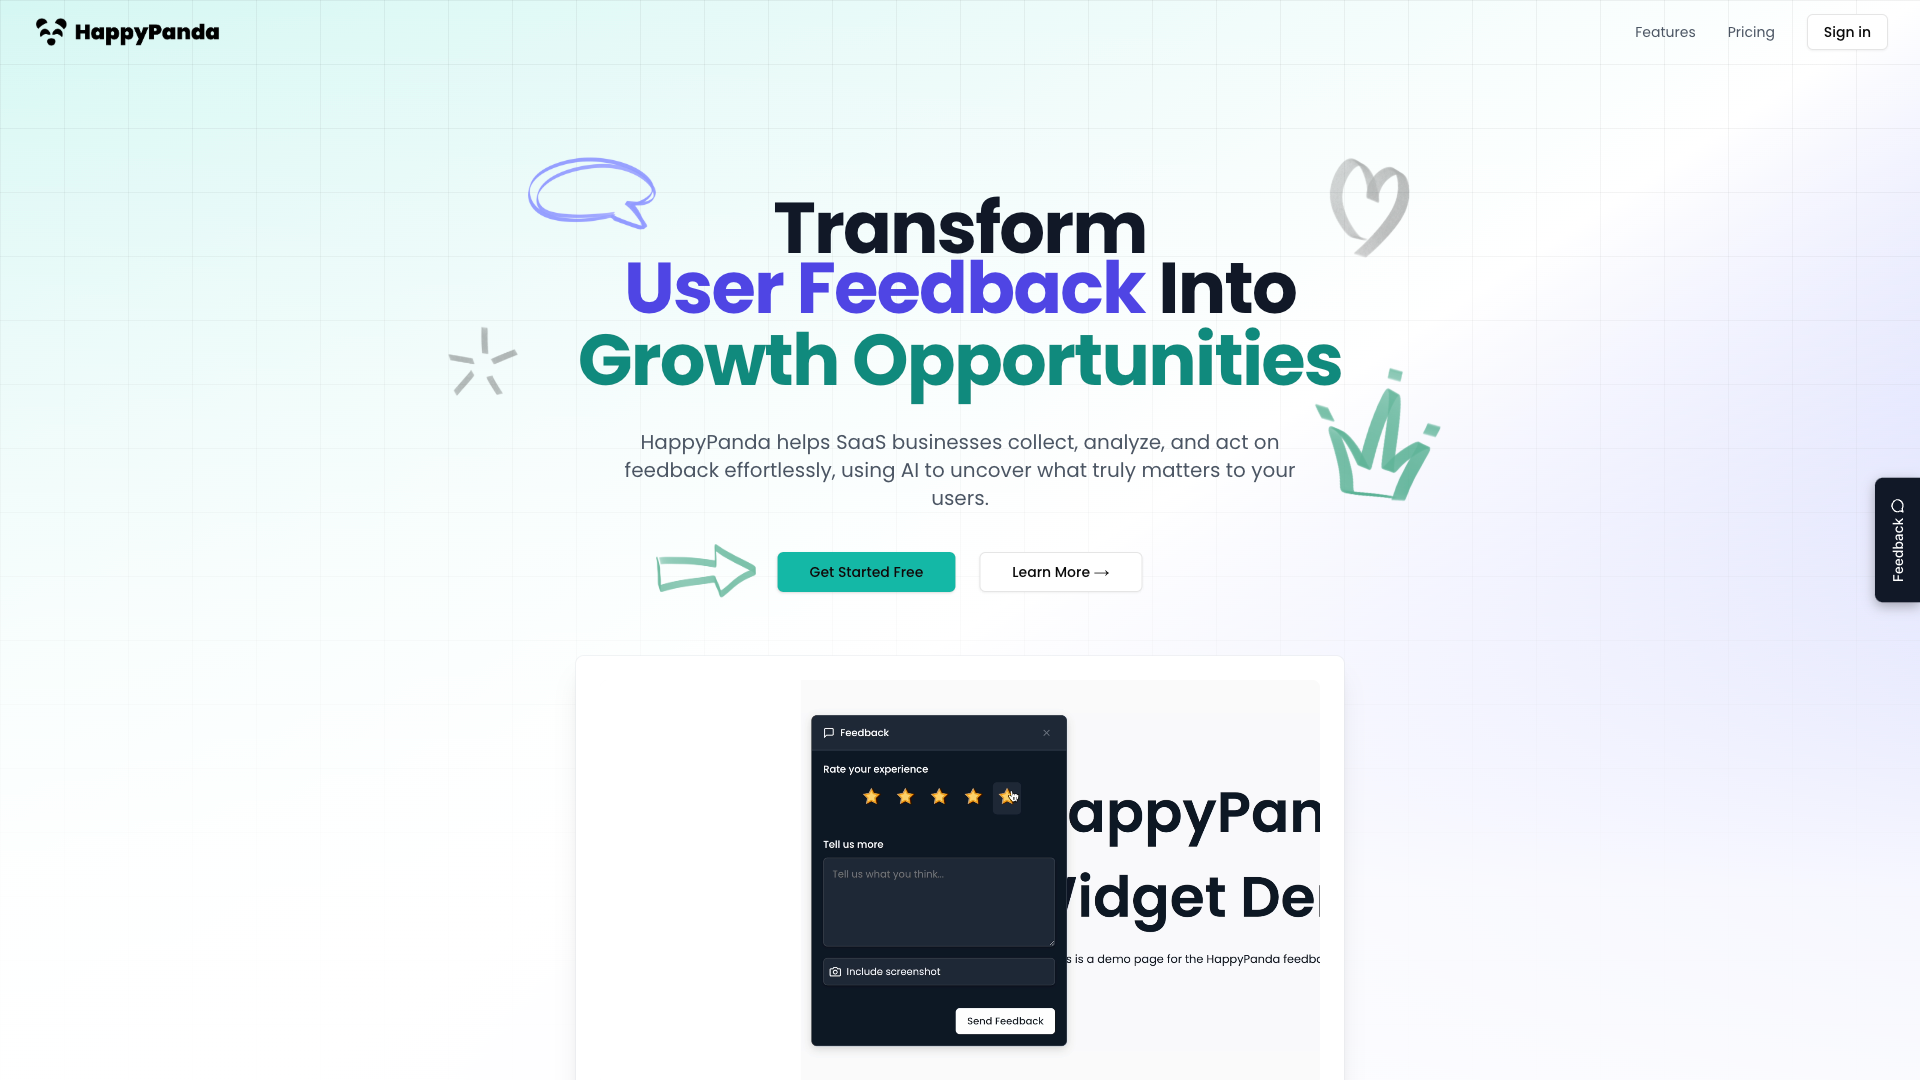 HappyPanda
Features
Pricing
Sign in
Transform
User Feedback Into
Growth Opportunities
HappyPanda helps SaaS businesses collect, analyze, and act on
feedback effortlessly, using AI to uncover what truly matters to your
users.
Get Started Free
Learn More →
Feedback
Feedback
Rate your experience
Tell us more
Tell us what you think...
Include screenshot
Send Feedback
appyPan
idget De
s is a demo page for the HappyPanda feedbac